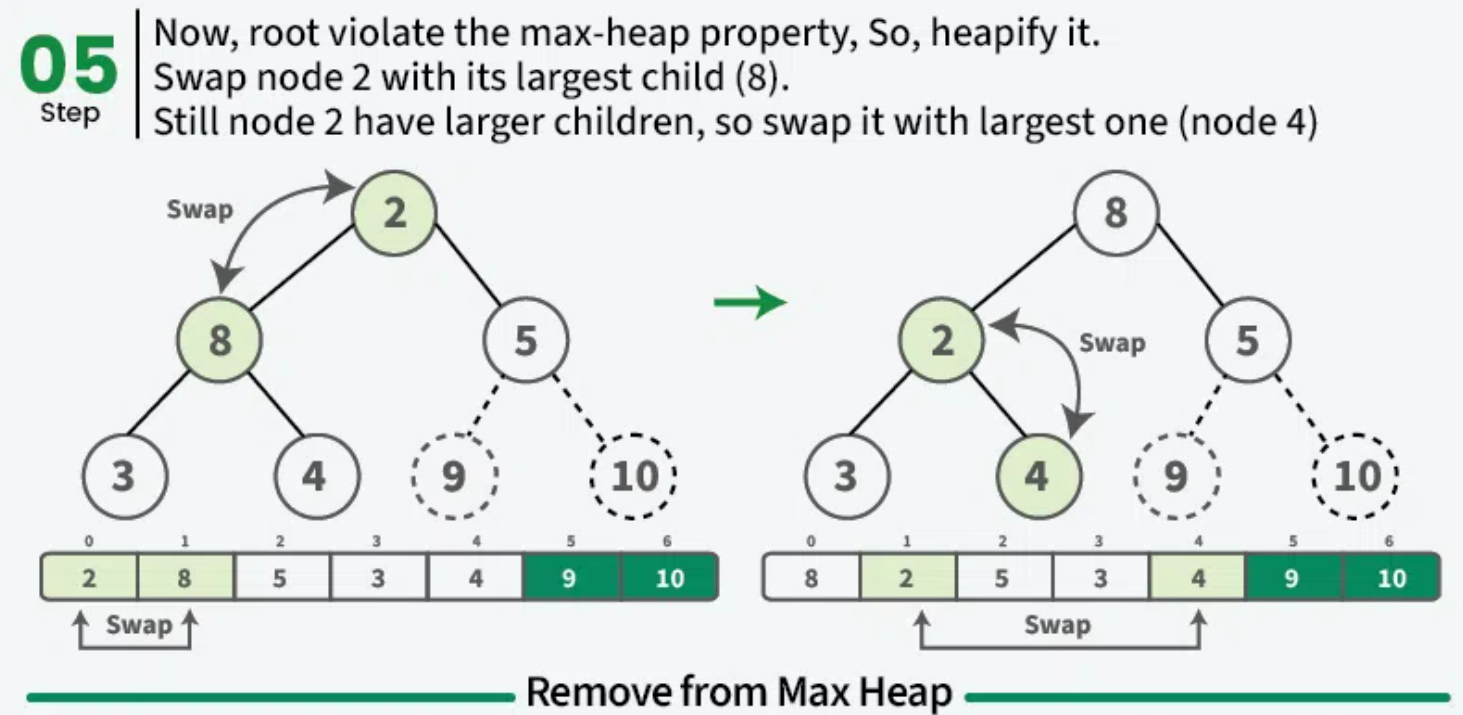 05
Step
Now, root violate the max-heap property, So, heapify it.
Swap node 2 with its largest child (8).
Still node 2 have larger children, so swap it with largest one (node 4)
Swap
2
8
5
3
4
9
10
0 1 2 3 4 5 6
2 8 5 3 4 9 10
Swap
8
2
5
Swap
3
4
9
10
0 1 2 3 4 5 6
8 2 5 3 4 9 10
Swap
Remove from Max Heap